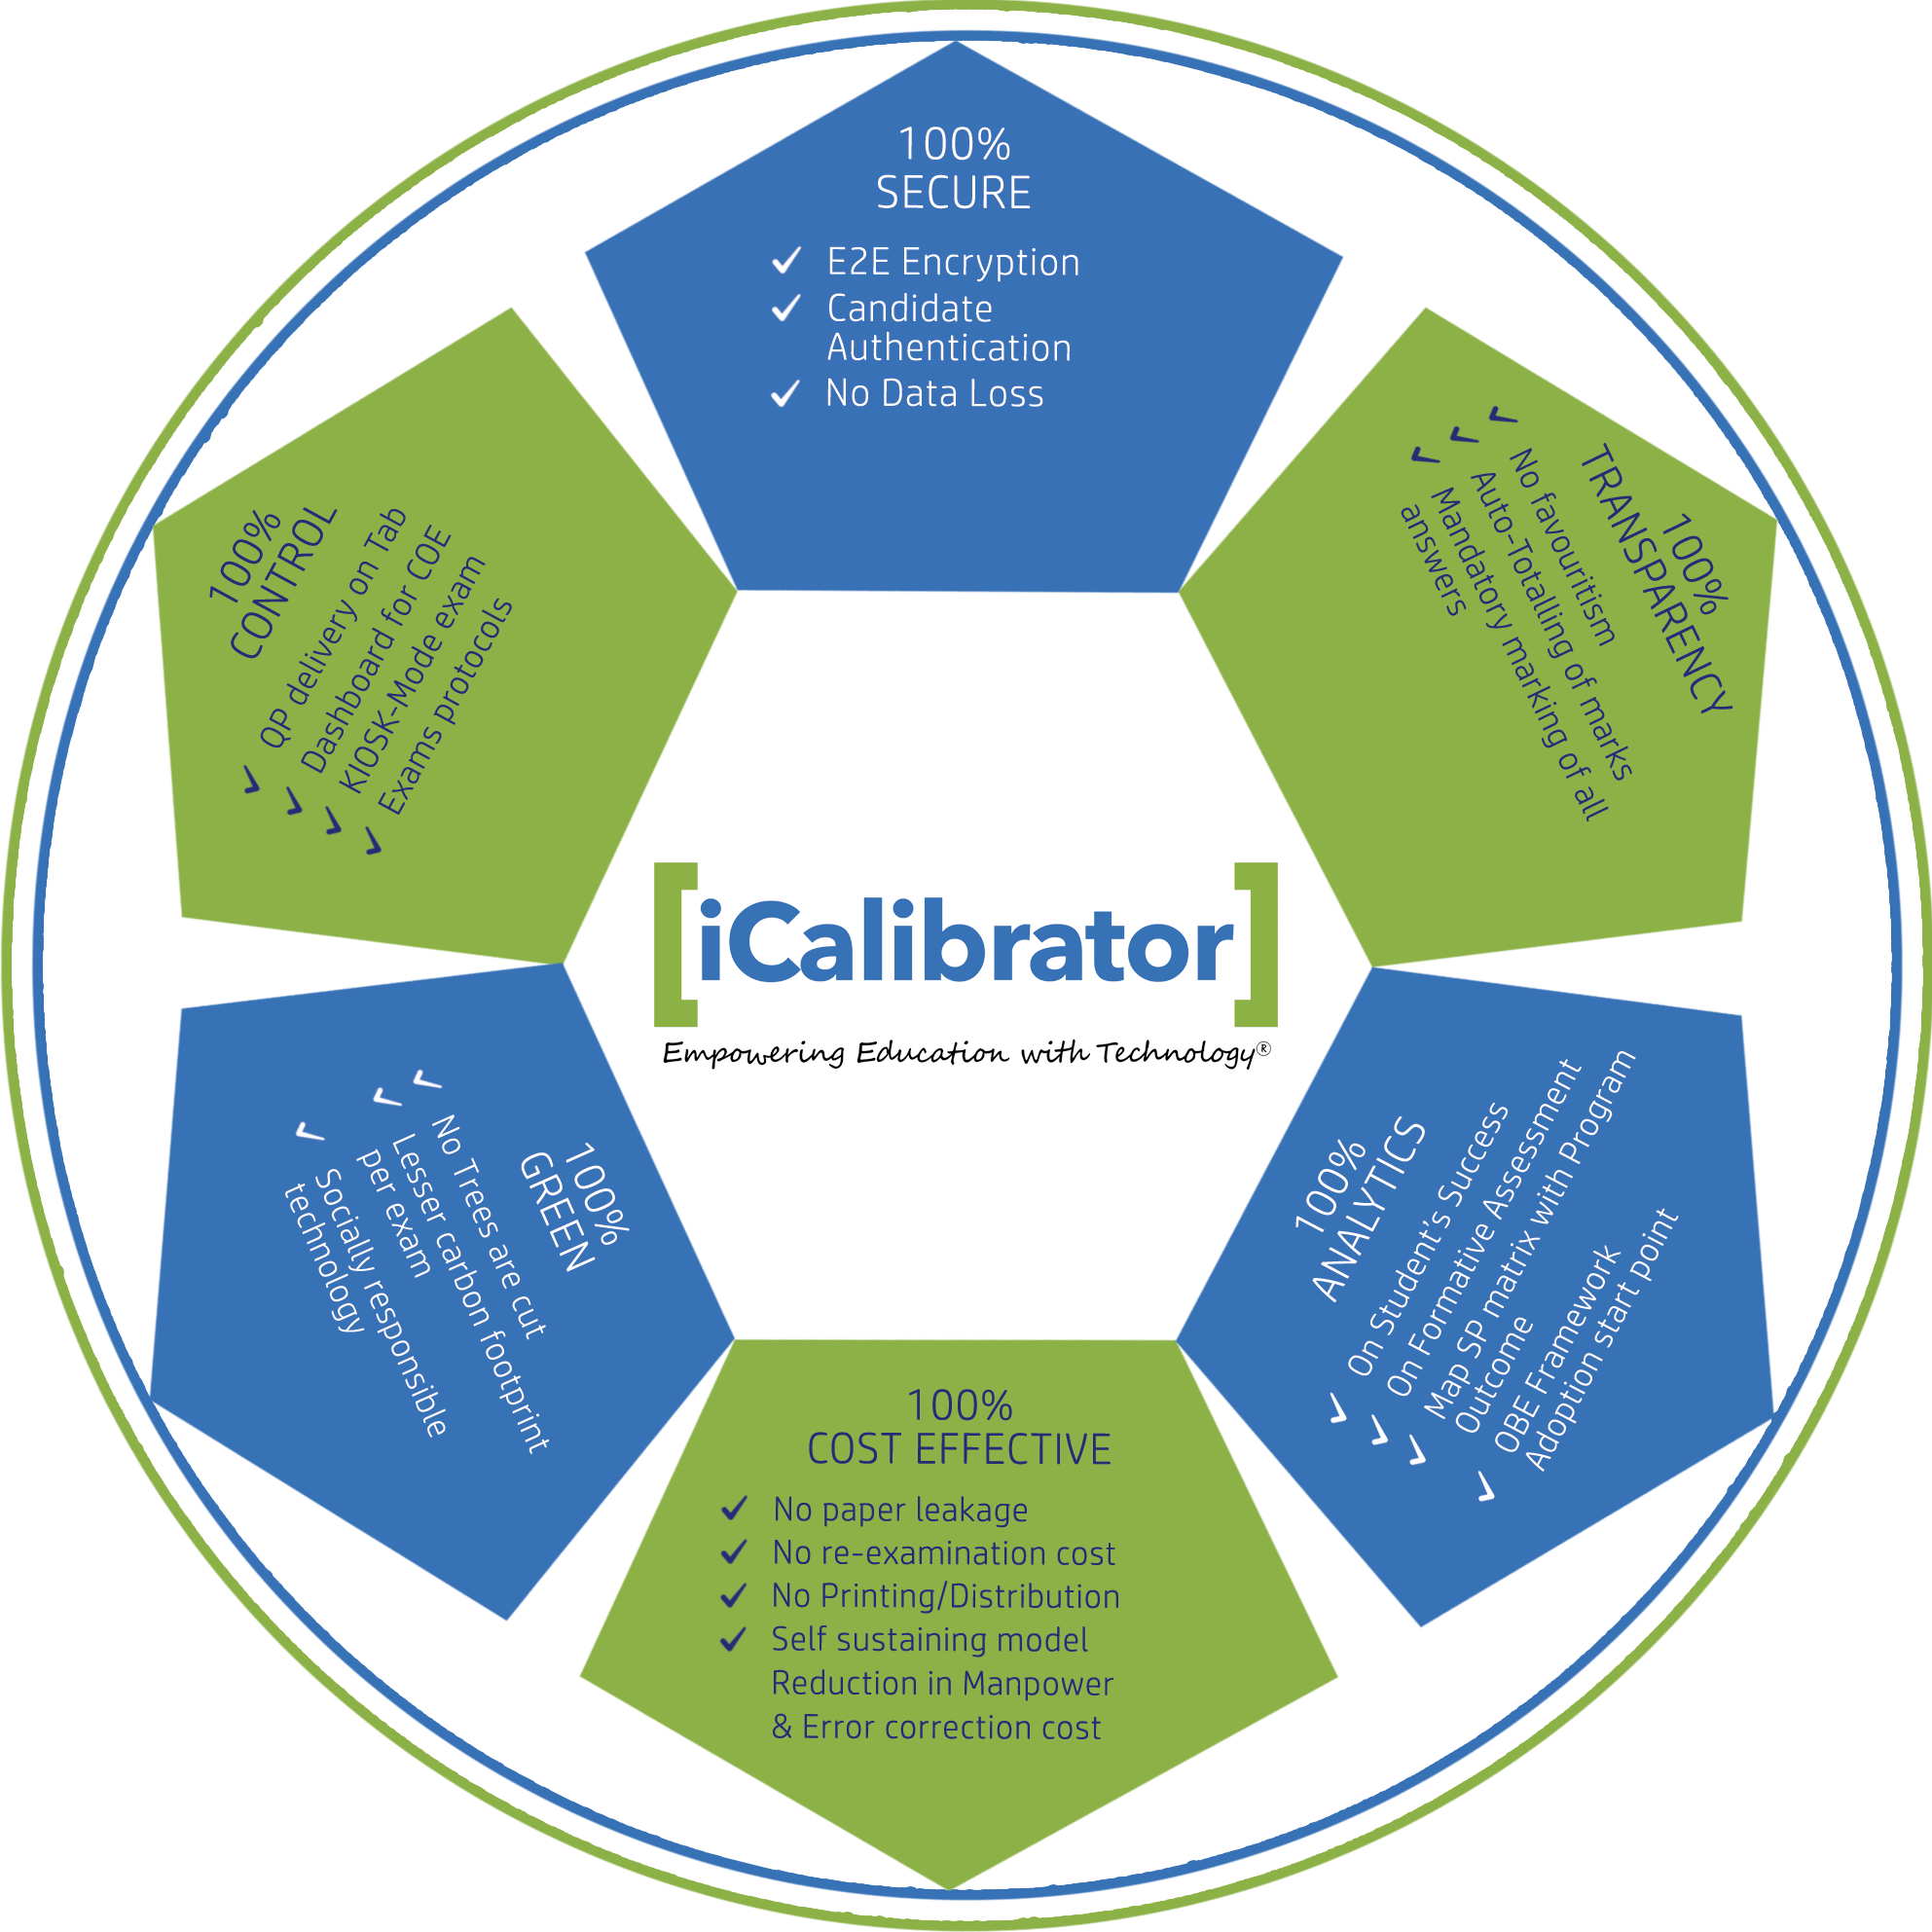 100%
SECURE
E2E Encryption
Candidate
Authentication
No Data Loss
100%
TRANSPARENCY
No favouritism
Auto-Totalling of marks
Mandatory marking of all
answers
100%
ANALYTICS
On Student's Success
On Formative Assessment
Map SP matrix with Program
Outcome
OBE Framework
Adoption start point
100%
COST EFFECTIVE
No paper leakage
No re-examination cost
No Printing/Distribution
Self sustaining model
Reduction in Manpower
& Error correction cost
100%
GREEN
No Trees are cut
Lesser carbon footprint
per exam
Socially responsible
technology
100%
CONTROL
QP delivery on Tab
Dashboard for COE
KIOSK-Mode exam
Exams protocols
[iCalibrator]
Empowering Education with Technology®